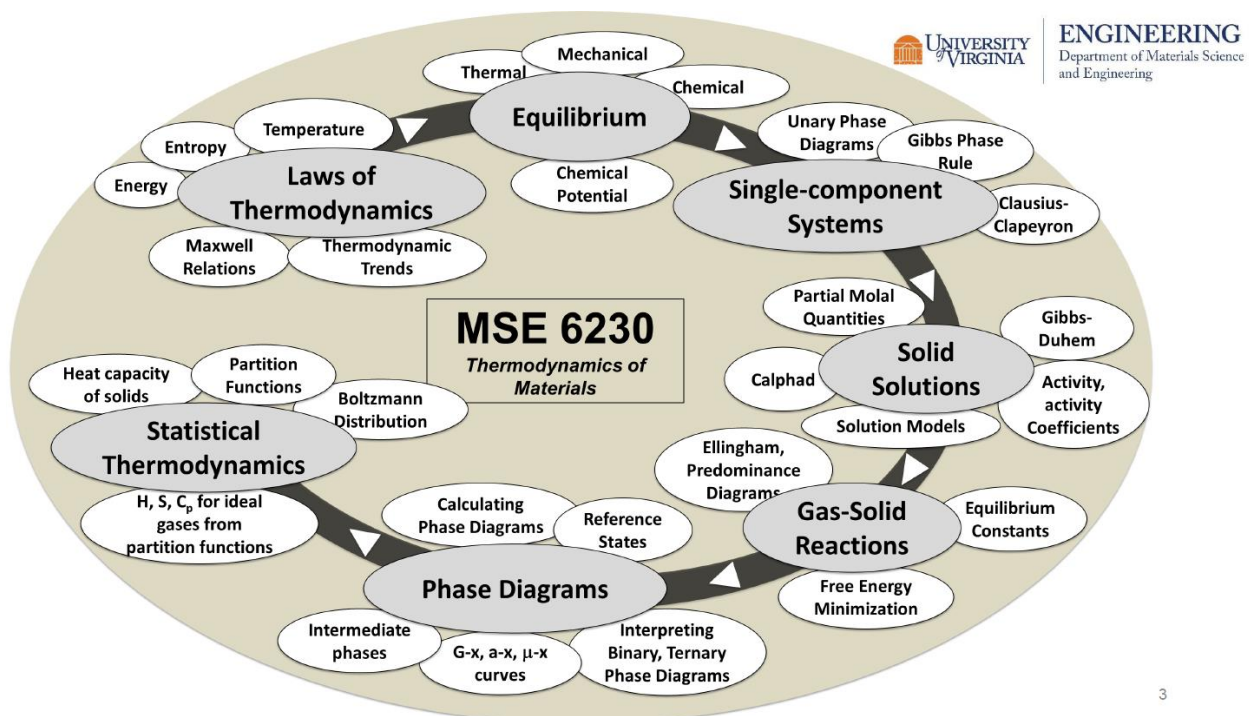 UNIVERSITY
of VIRGINIA
ENGINEERING
Department of Materials Science
and Engineering
Mechanical
Thermal
Chemical
Equilibrium
Chemical
Potential
Temperature
Entropy
Energy
Laws of
Thermodynamics
Maxwell
Relations
Thermodynamic
Trends
Unary Phase
Diagrams
Gibbs Phase
Rule
Single-component
Systems
Clausius-
Clapeyron
MSE 6230
Thermodynamics of
Materials
Partial Molal
Quantities
Gibbs-
Duhem
Solid
Solutions
Calphad
Activity,
activity
Coefficients
Solution Models
Ellingham,
Predominance
Diagrams
Gas-Solid
Reactions
Equilibrium
Constants
Free Energy
Minimization
Calculating
Phase Diagrams
Reference
States
Phase Diagrams
Intermediate
phases
G-x, a-x, μ-x
curves
Interpreting
Binary, Ternary
Phase Diagrams
Heat capacity
of solids
Partition
Functions
Boltzmann
Distribution
Statistical
Thermodynamics
H, S, Cp for ideal
gases from
partition functions
3